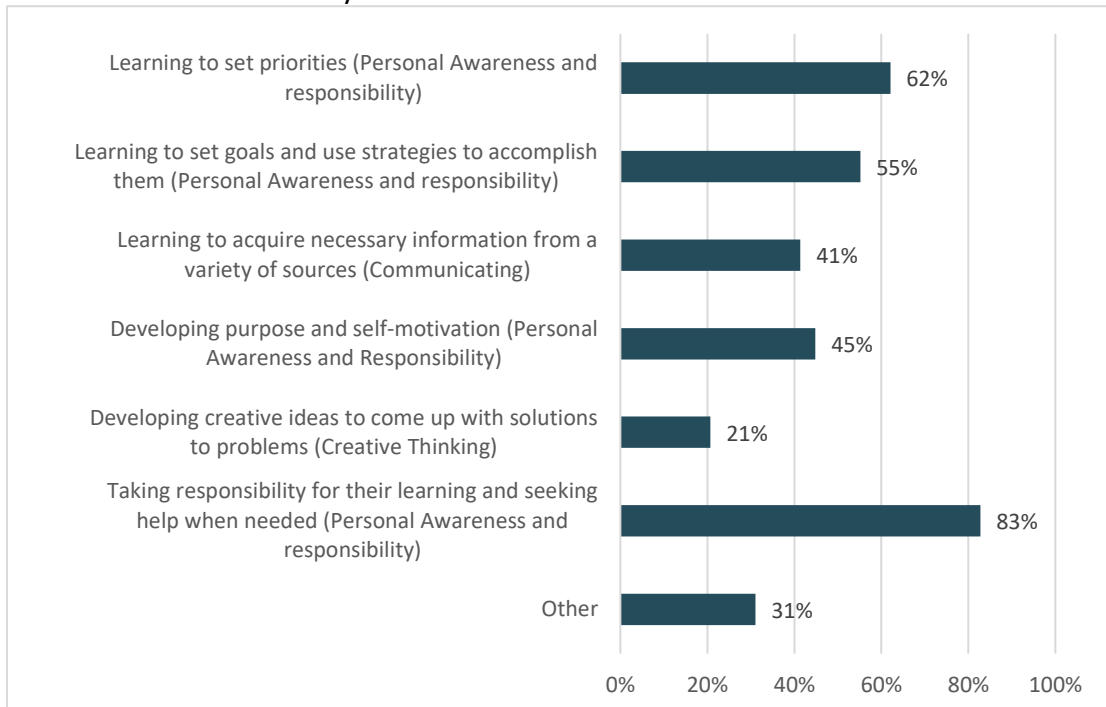 Learning to set priorities (Personal Awareness and
responsibility)
62%
Learning to set goals and use strategies to accomplish
them (Personal Awareness and responsibility)
55%
Learning to acquire necessary information from a
variety of sources (Communicating)
41%
Developing purpose and self-motivation (Personal
Awareness and Responsibility)
45%
Developing creative ideas to come up with solutions
to problems (Creative Thinking)
21%
Taking responsibility for their learning and seeking
help when needed (Personal Awareness and
responsibility)
83%
Other
31%
0% 20% 40% 60% 80% 100%